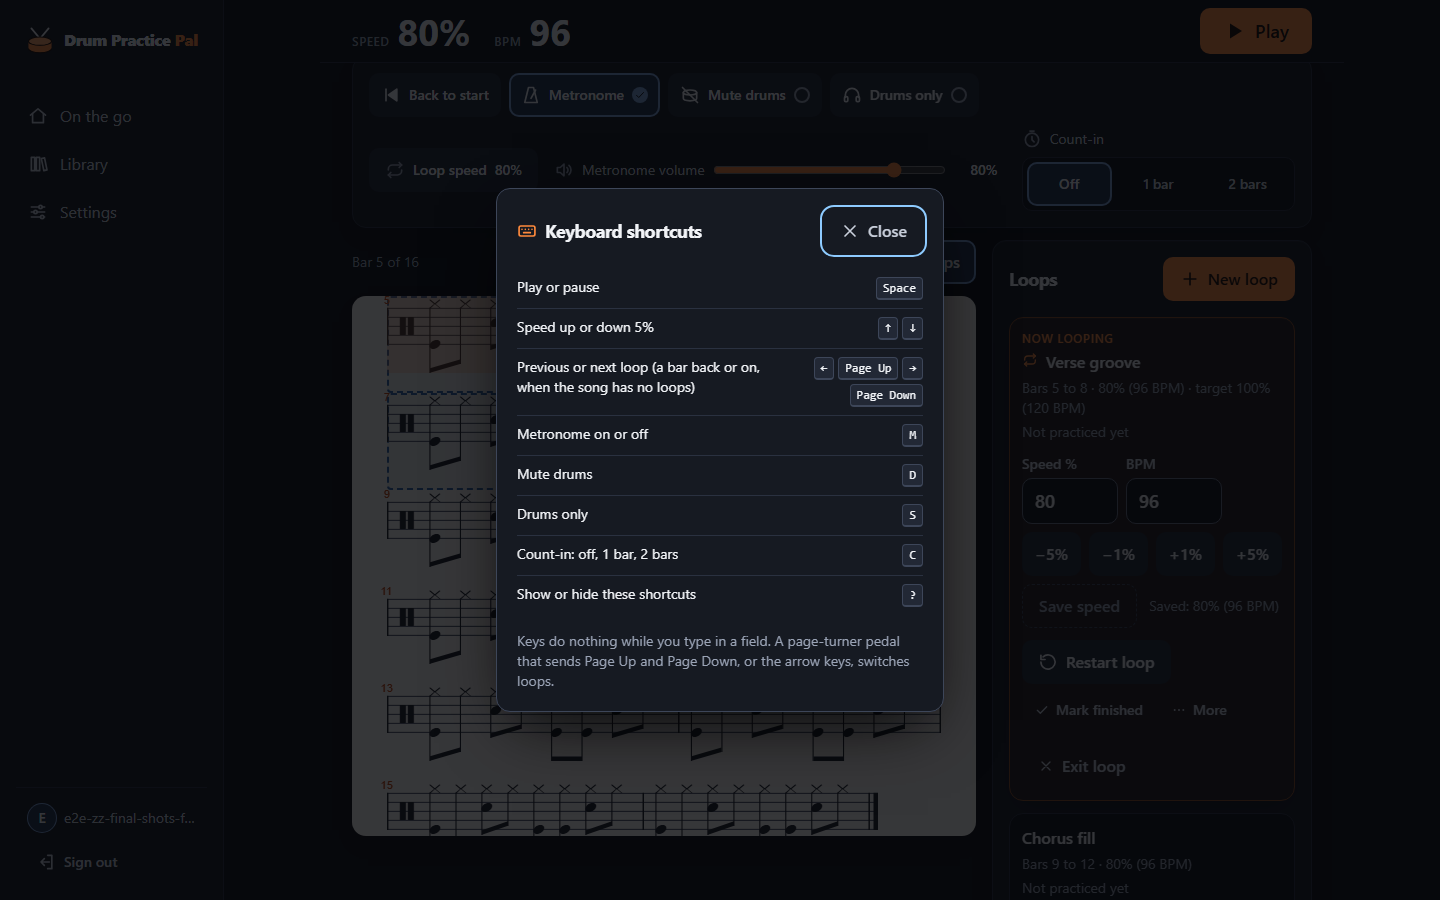 Drum Practice Pal
SPEED 80% BPM 96
Play
On the go
Library
Settings
Back to start
Metronome
Mute drums
Drums only
Count-in
Loop speed 80%
Metronome volume
80%
Off
1 bar
2 bars
Bar 5 of 16
Keyboard shortcuts
Close
Play or pause
Space
Speed up or down 5%
↑ ↓
Previous or next loop (a bar back or on,
when the song has no loops)
← Page Up →
Page Down
Metronome on or off
M
Mute drums
D
Drums only
S
Count-in: off, 1 bar, 2 bars
C
Show or hide these shortcuts
?
Keys do nothing while you type in a field. A page-turner pedal
that sends Page Up and Page Down, or the arrow keys, switches
loops.
5
9
11
13
15
Loops
New loop
NOW LOOPING
Verse groove
Bars 5 to 8 · 80% (96 BPM) · target 100%
(120 BPM)
Not practiced yet
Speed %
BPM
80
96
−5%
−1%
+1%
+5%
Save speed
Saved: 80% (96 BPM)
Restart loop
Mark finished
More
Exit loop
Chorus fill
Bars 9 to 12 · 80% (96 BPM)
Not practiced yet
E
e2e-zz-final-shots-f...
Sign out